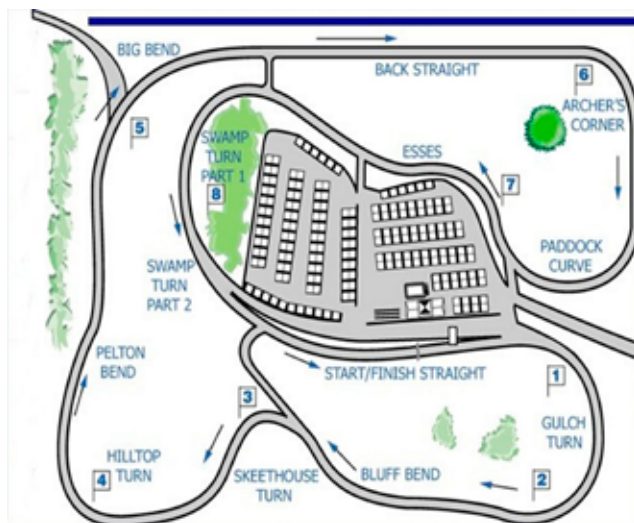 BIG BEND
BACK STRAIGHT
6
ARCHER'S
CORNER
5
SWAMP
TURN
PART 1
ESSES
8
7
PADDOCK
CURVE
SWAMP
TURN
PART 2
PELTON
BEND
START/FINISH STRAIGHT
1
3
GULCH
TURN
HILLTOP
TURN
4
SKEETHOUSE
TURN
BLUFF BEND
2